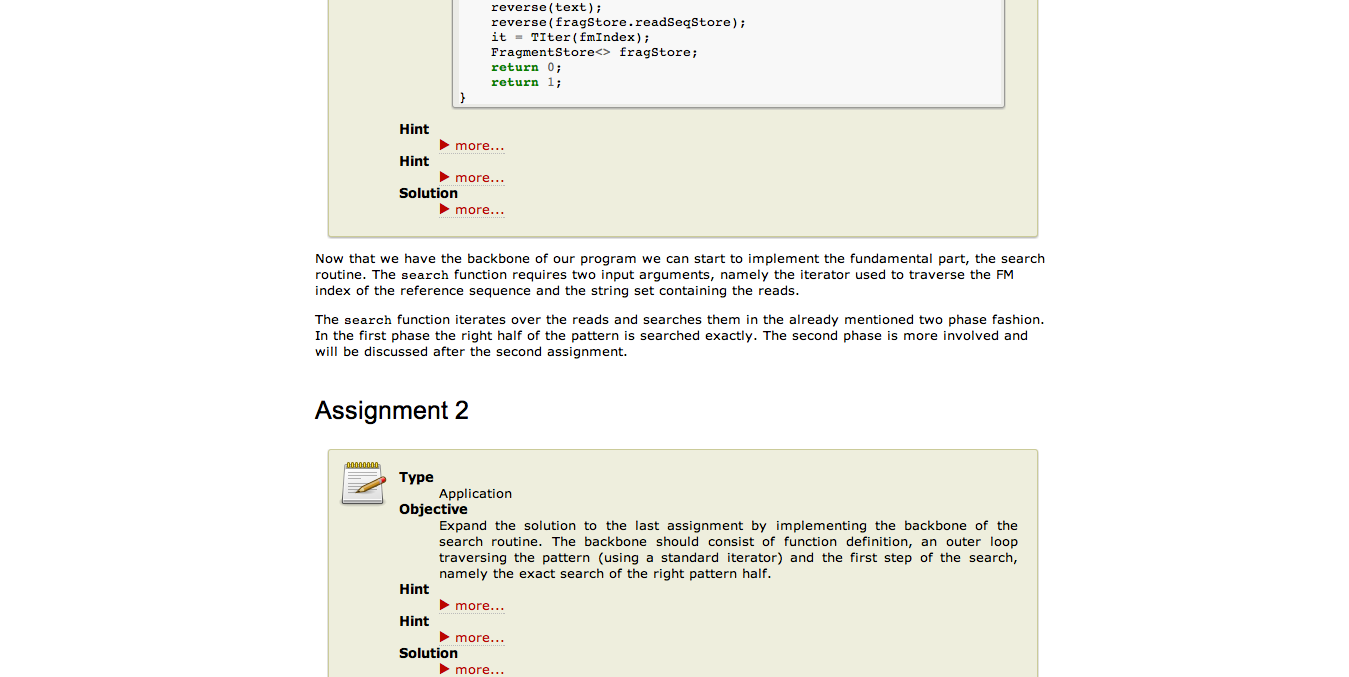 reverse(text);
reverse(fragStore.readSeqStore);
it = TIter(fmIndex);
FragmentStore<> fragStore;
return 0;
return 1;
}
Hint
▶ more...
Hint
▶ more...
Solution
▶ more...
Now that we have the backbone of our program we can start to implement the fundamental part, the search
routine. The search function requires two input arguments, namely the iterator used to traverse the FM
index of the reference sequence and the string set containing the reads.
The search function iterates over the reads and searches them in the already mentioned two phase fashion.
In the first phase the right half of the pattern is searched exactly. The second phase is more involved and
will be discussed after the second assignment.
Assignment 2
Type
Application
Objective
Expand the solution to the last assignment by implementing the backbone of the
search routine. The backbone should consist of function definition, an outer loop
traversing the pattern (using a standard iterator) and the first step of the search,
namely the exact search of the right pattern half.
Hint
▶ more...
Hint
▶ more...
Solution
▶ more...